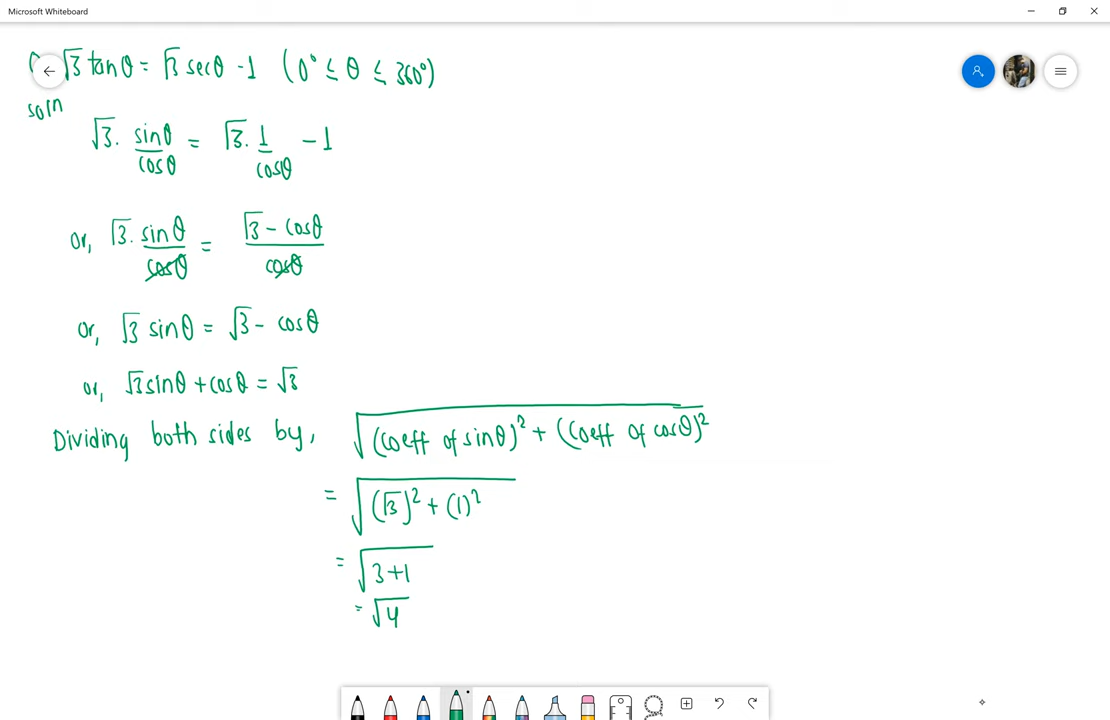 Microsoft Whiteboard
√3 tanθ = √3 secθ - 1 (0° ≤ θ ≤ 360°)
soln
√3. sinθ/cosθ = √3. 1/cosθ - 1
or, √3. sinθ/cosθ = √3 - cosθ/cosθ
or, √3 sinθ = √3 - cosθ
or, √3sinθ + cosθ = √3
Dividing both sides by, √(coeff of sinθ)² + (coeff of cosθ)²
= √(√3)² + (1)²
= √3+1
= √4